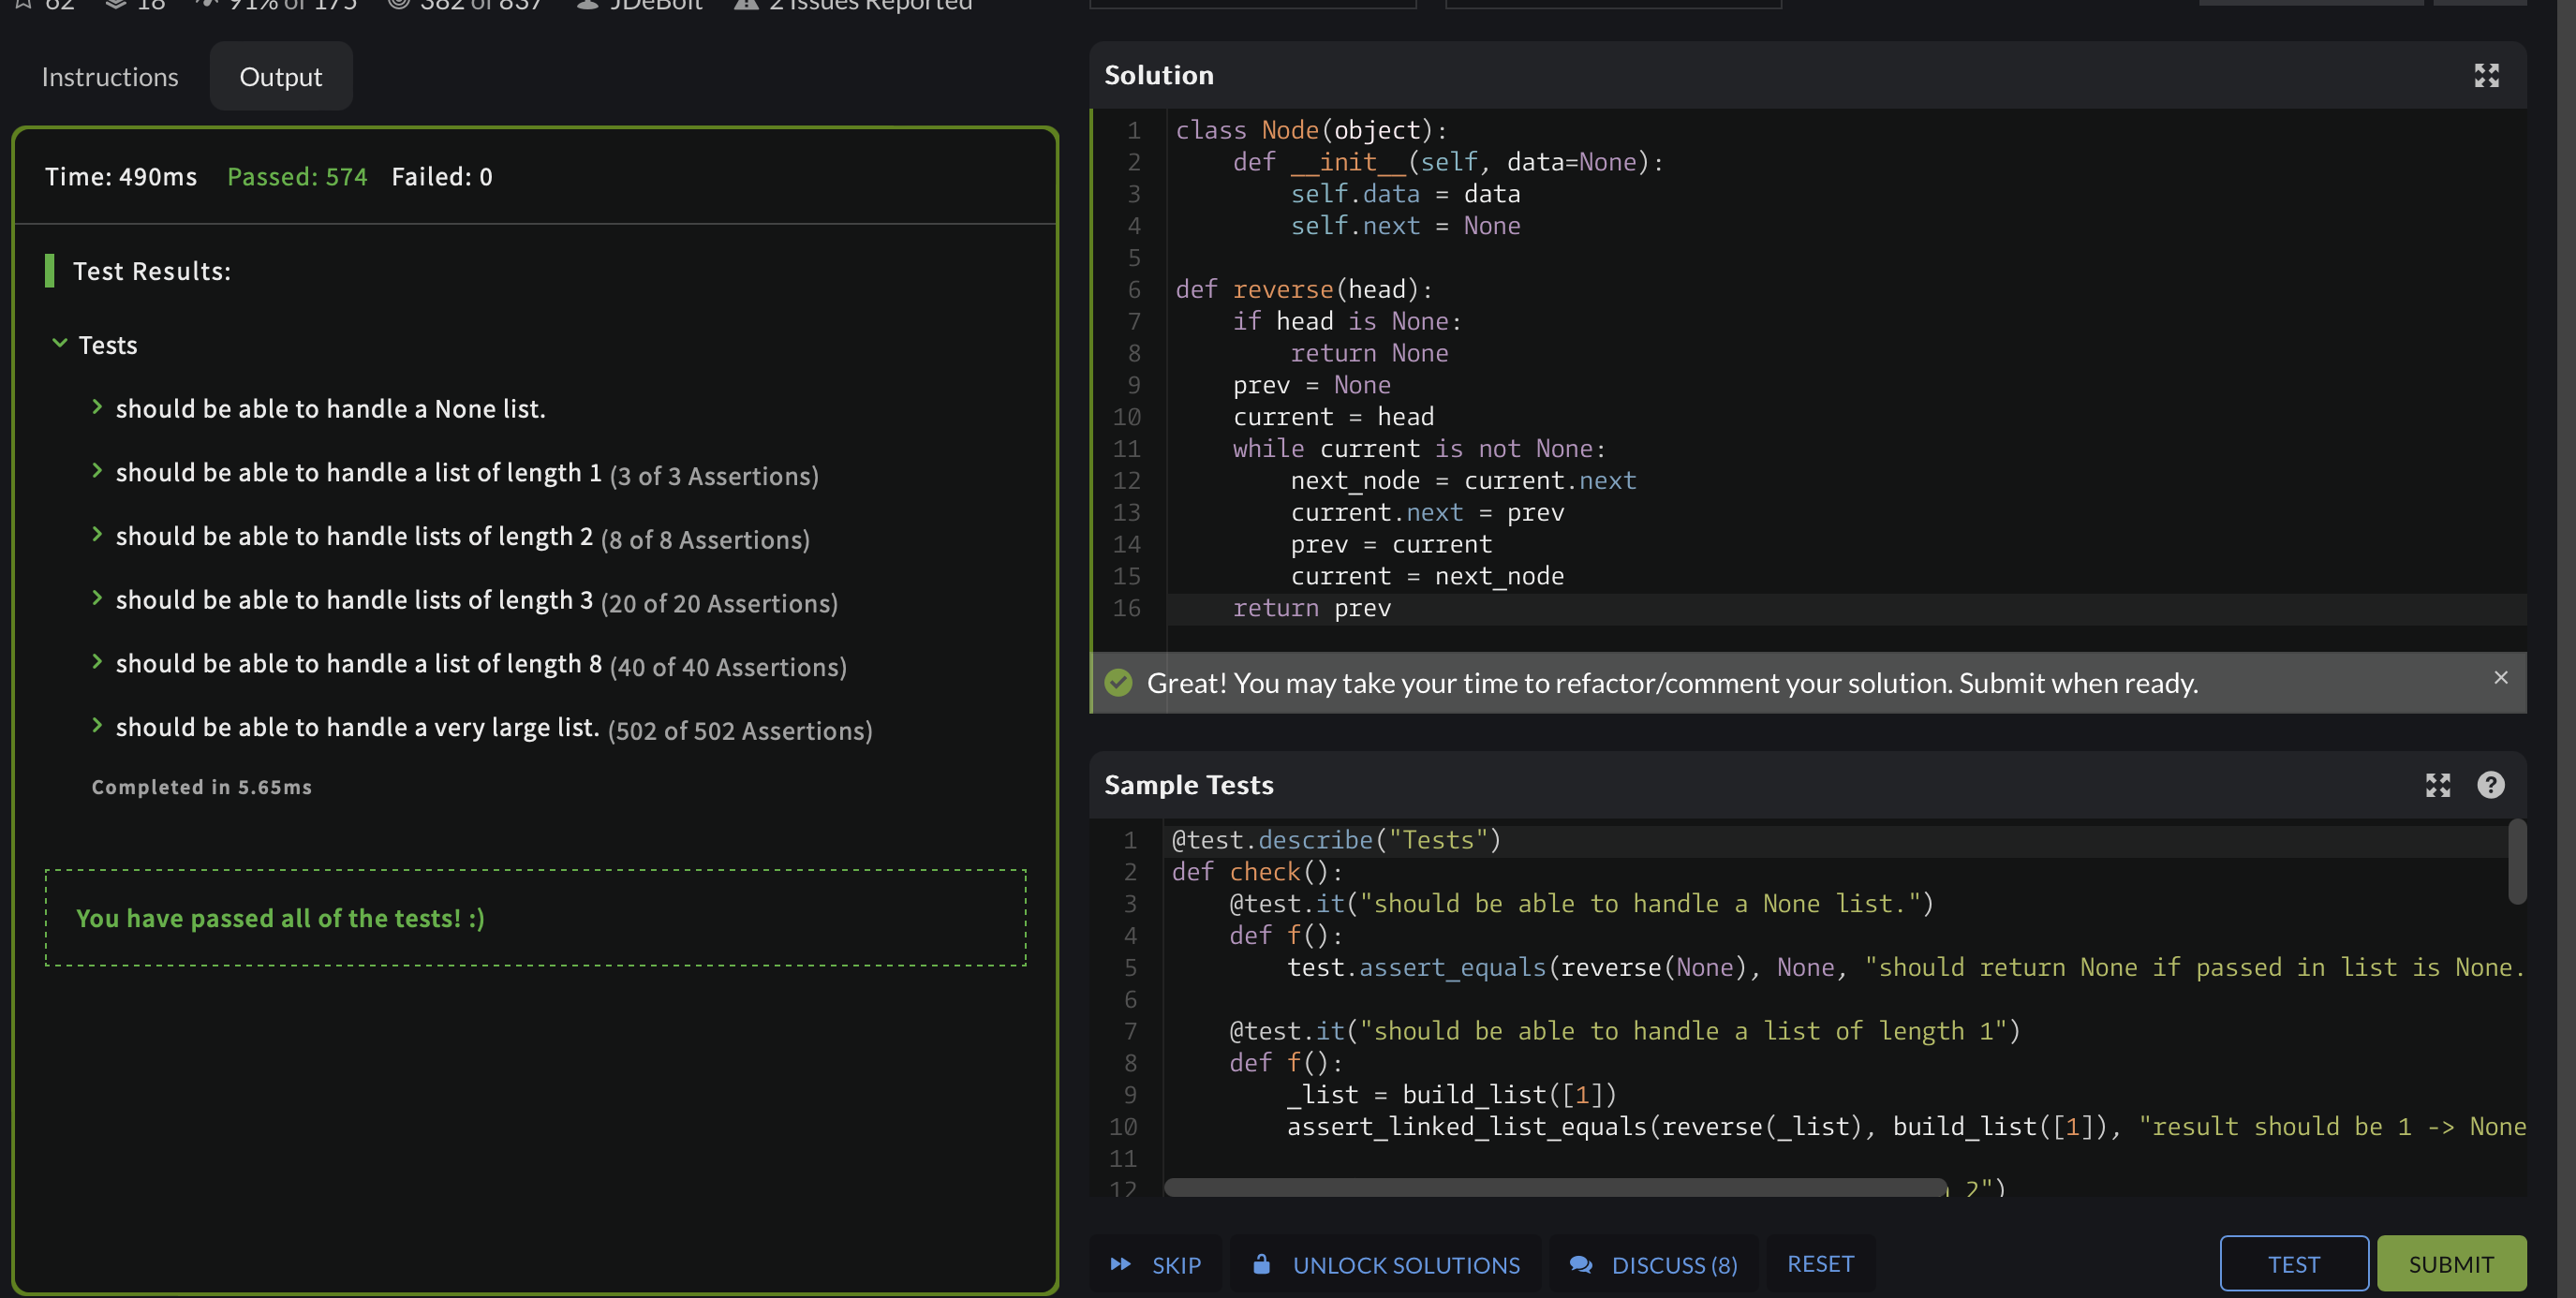 62 18 91% of 175 382 of 837 JDeBolt 2 Issues Reported
Instructions Output
Time: 490ms Passed: 574 Failed: 0
Test Results:
Tests
should be able to handle a None list.
should be able to handle a list of length 1 (3 of 3 Assertions)
should be able to handle lists of length 2 (8 of 8 Assertions)
should be able to handle lists of length 3 (20 of 20 Assertions)
should be able to handle a list of length 8 (40 of 40 Assertions)
should be able to handle a very large list. (502 of 502 Assertions)
Completed in 5.65ms
You have passed all of the tests! :)
Solution
1 class Node(object):
2     def __init__(self, data=None):
3         self.data = data
4         self.next = None
5
6 def reverse(head):
7     if head is None:
8         return None
9     prev = None
10     current = head
11     while current is not None:
12         next_node = current.next
13         current.next = prev
14         prev = current
15         current = next_node
16     return prev
Great! You may take your time to refactor/comment your solution. Submit when ready.
Sample Tests
1 @test.describe("Tests")
2 def check():
3     @test.it("should be able to handle a None list.")
4     def f():
5         test.assert_equals(reverse(None), None, "should return None if passed in list is None.
6
7     @test.it("should be able to handle a list of length 1")
8     def f():
9         _list = build_list([1])
10         assert_linked_list_equals(reverse(_list), build_list([1]), "result should be 1 -> None
11
12 2")
SKIP UNLOCK SOLUTIONS DISCUSS (8) RESET TEST SUBMIT